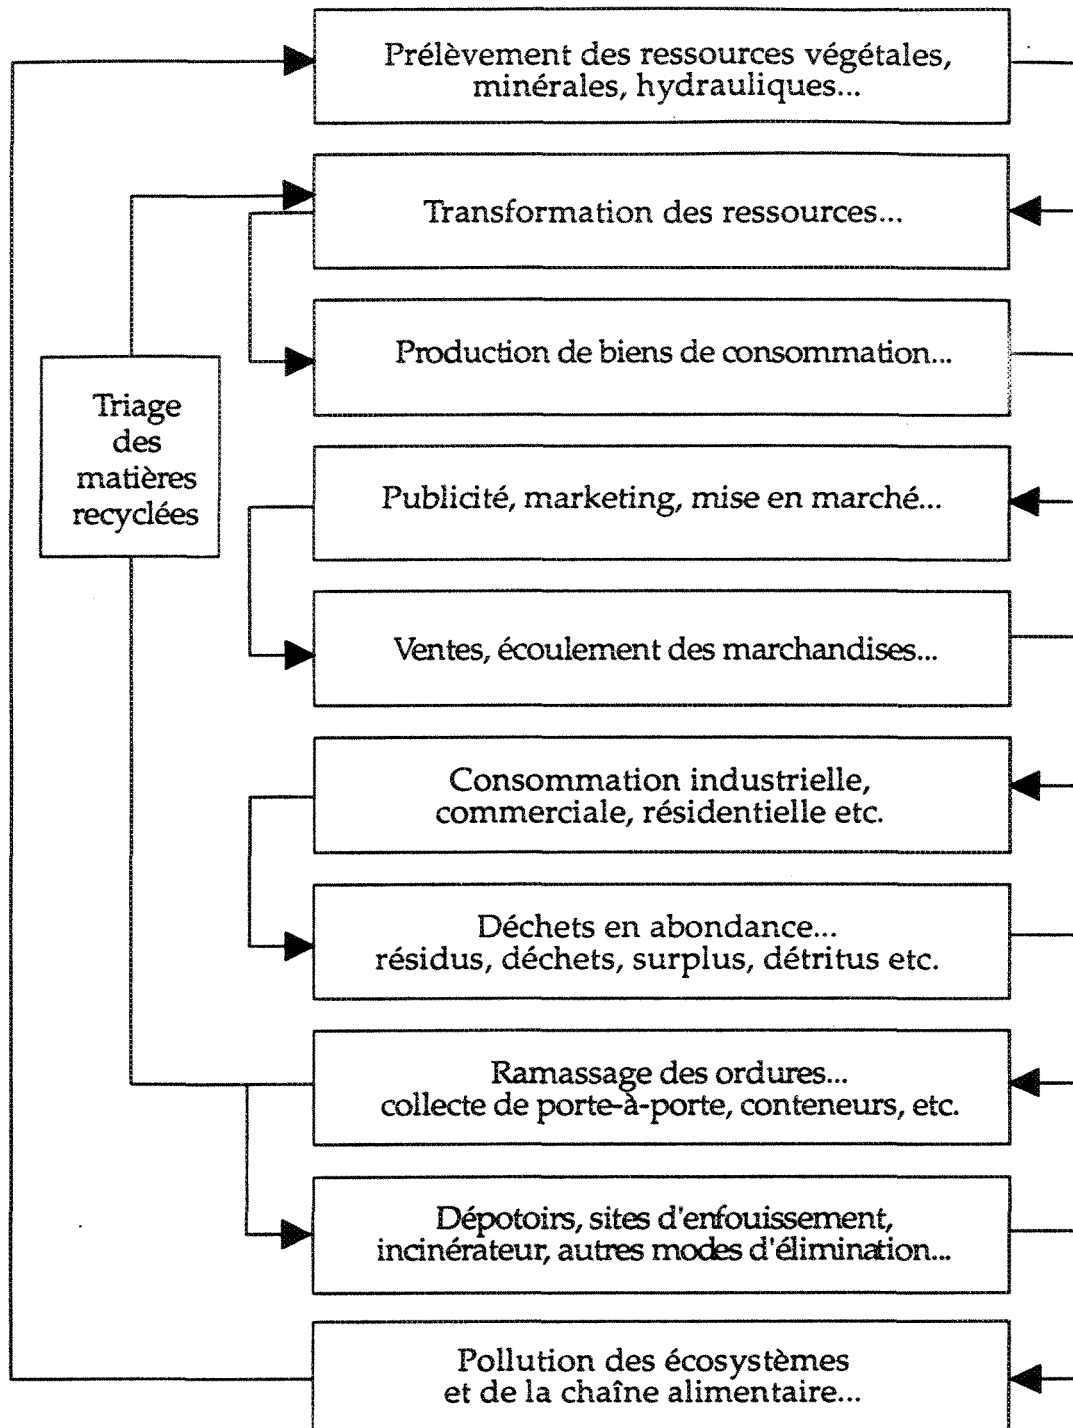 Prélèvement des ressources végétales,
minérales, hydrauliques...
Transformation des ressources...
Production de biens de consommation...
Triage
des
matières
recyclées
Publicité, marketing, mise en marché...
Ventes, écoulement des marchandises...
Consommation industrielle,
commerciale, résidentielle etc.
Déchets en abondance...
résidus, déchets, surplus, détritus etc.
Ramassage des ordures...
collecte de porte-à-porte, conteneurs, etc.
Dépotoirs, sites d'enfouissement,
incinérateur, autres modes d'élimination...
Pollution des écosystèmes
et de la chaîne alimentaire...